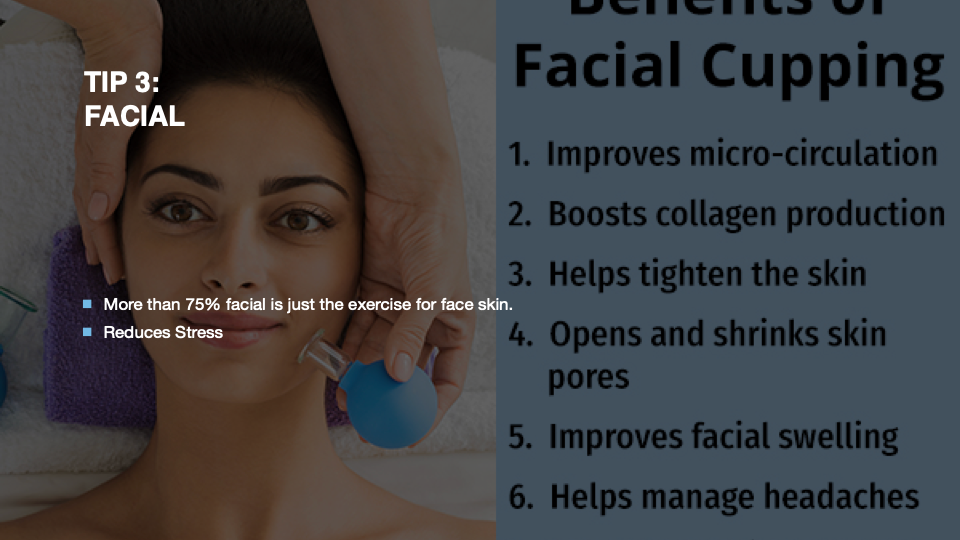 TIP 3:
FACIAL
More than 75% facial is just the exercise for face skin.
Reduces Stress
Benefits of
Facial Cupping
1. Improves micro-circulation
2. Boosts collagen production
3. Helps tighten the skin
4. Opens and shrinks skin
pores
5. Improves facial swelling
6. Helps manage headaches